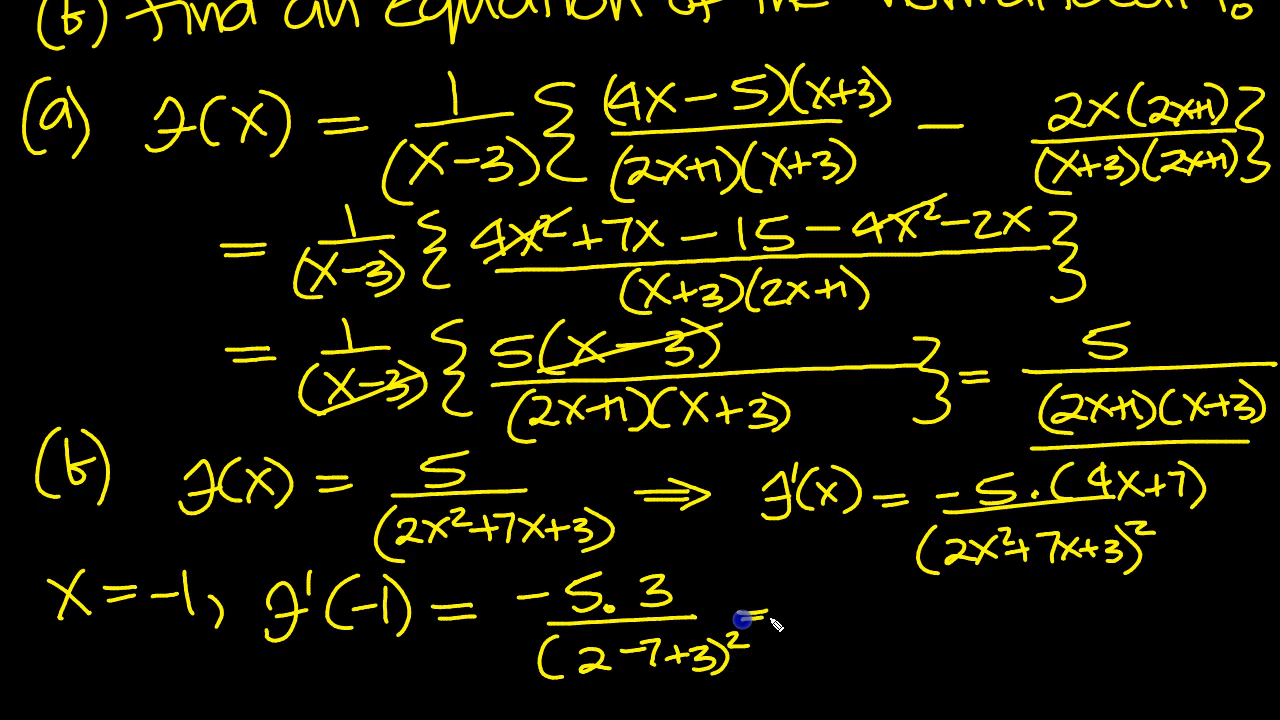 (b) Find an equation of the normal
(a) f(x) = 1/(x-3) { (4x-5)(x+3)/(2x+1)(x+3) - 2x(2x+1)/(x+3)(2x+1) }
= 1/(x-3) { 4x²+7x-15-4x²-2x/(x+3)(2x+1) }
= 1/(x-3) { 5(x-3)/(2x+1)(x+3) } = 5/(2x+1)(x+3)
(b) f(x) = 5/(2x²+7x+3) ⇒ f'(x) = -5.(4x+7)/(2x²+7x+3)²
x = -1, f'(-1) = -5.3/(2-7+3)² =